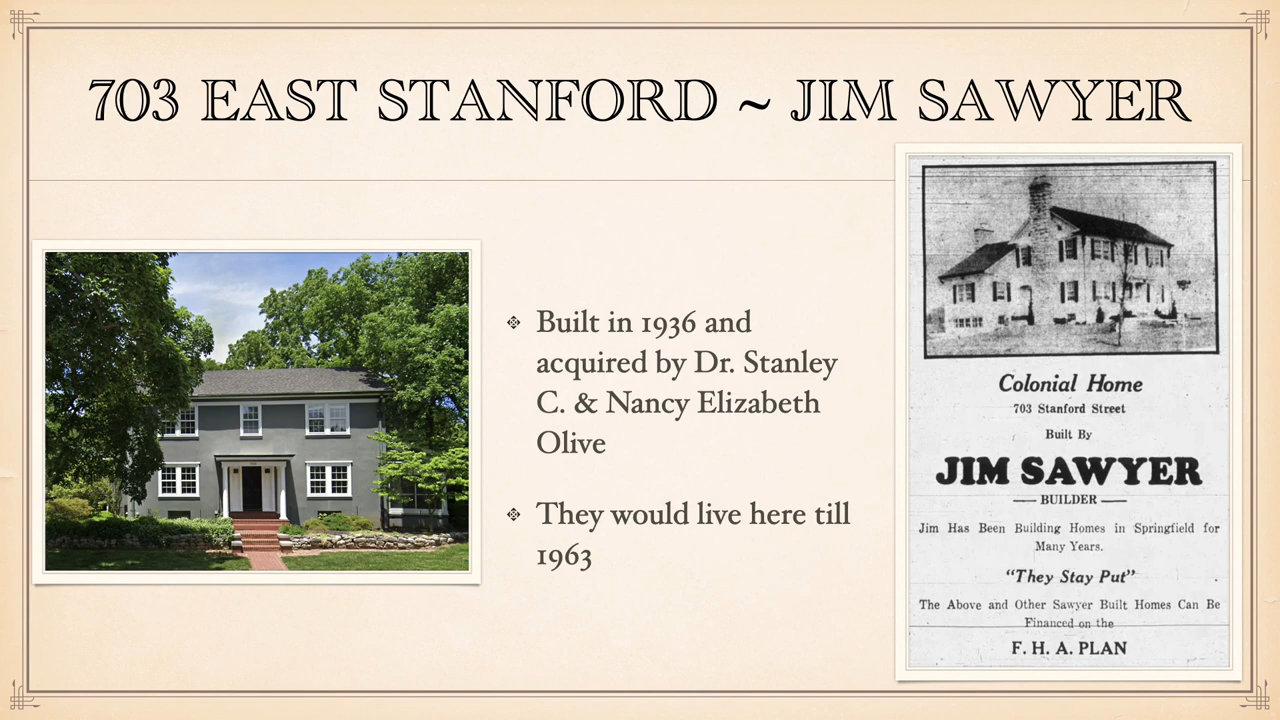 703 EAST STANFORD ~ JIM SAWYER
Built in 1936 and
acquired by Dr. Stanley
C. & Nancy Elizabeth
Olive
They would live here till
1963
Colonial Home
703 Stanford Street
Built By
JIM SAWYER
BUILDER
Jim Has Been Building Homes in Springfield for
Many Years.
"They Stay Put"
The Above and Other Sawyer Built Homes Can Be
Financed on the
F. H. A. PLAN